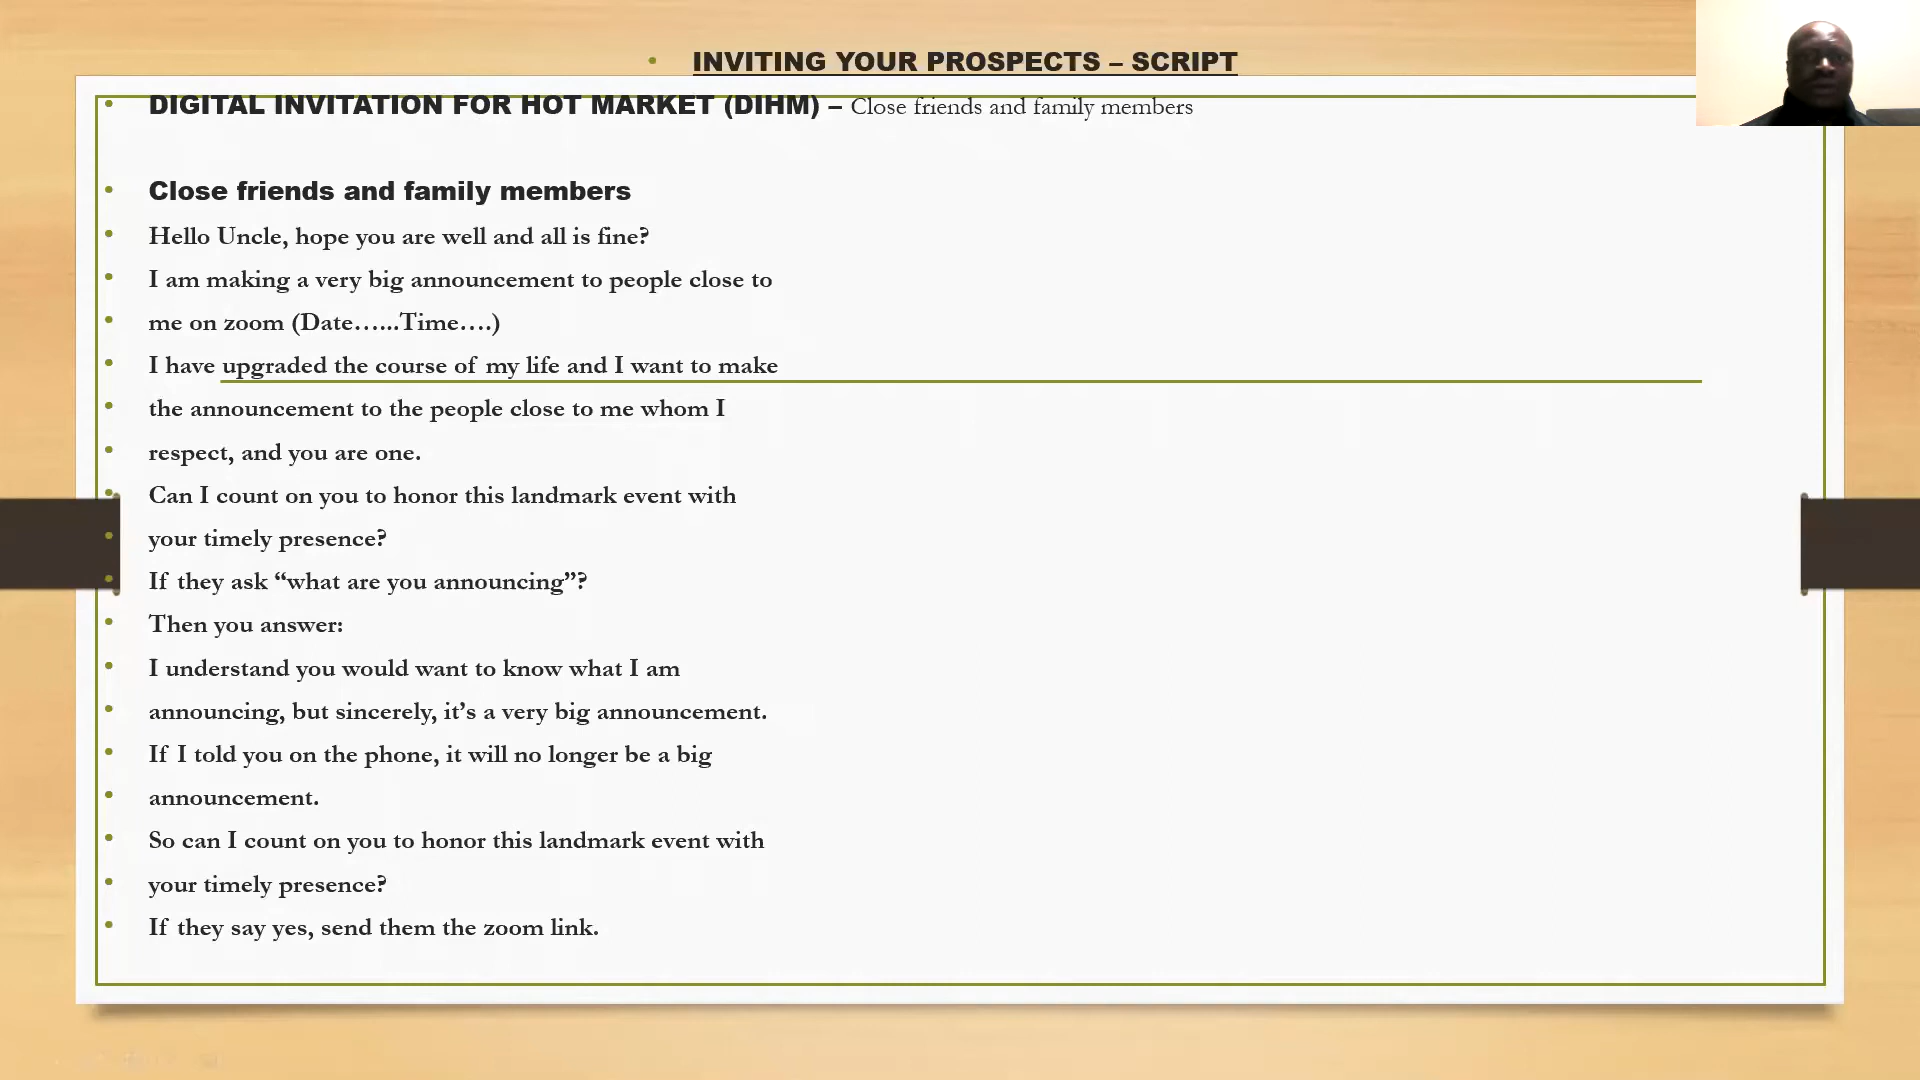 INVITING YOUR PROSPECTS – SCRIPT
DIGITAL INVITATION FOR HOT MARKET (DIHM) – Close friends and family members
Close friends and family members
Hello Uncle, hope you are well and all is fine?
I am making a very big announcement to people close to
me on zoom (Date…...Time….)
I have upgraded the course of my life and I want to make
the announcement to the people close to me whom I
respect, and you are one.
Can I count on you to honor this landmark event with
your timely presence?
If they ask “what are you announcing”?
Then you answer:
I understand you would want to know what I am
announcing, but sincerely, it’s a very big announcement.
If I told you on the phone, it will no longer be a big
announcement.
So can I count on you to honor this landmark event with
your timely presence?
If they say yes, send them the zoom link.